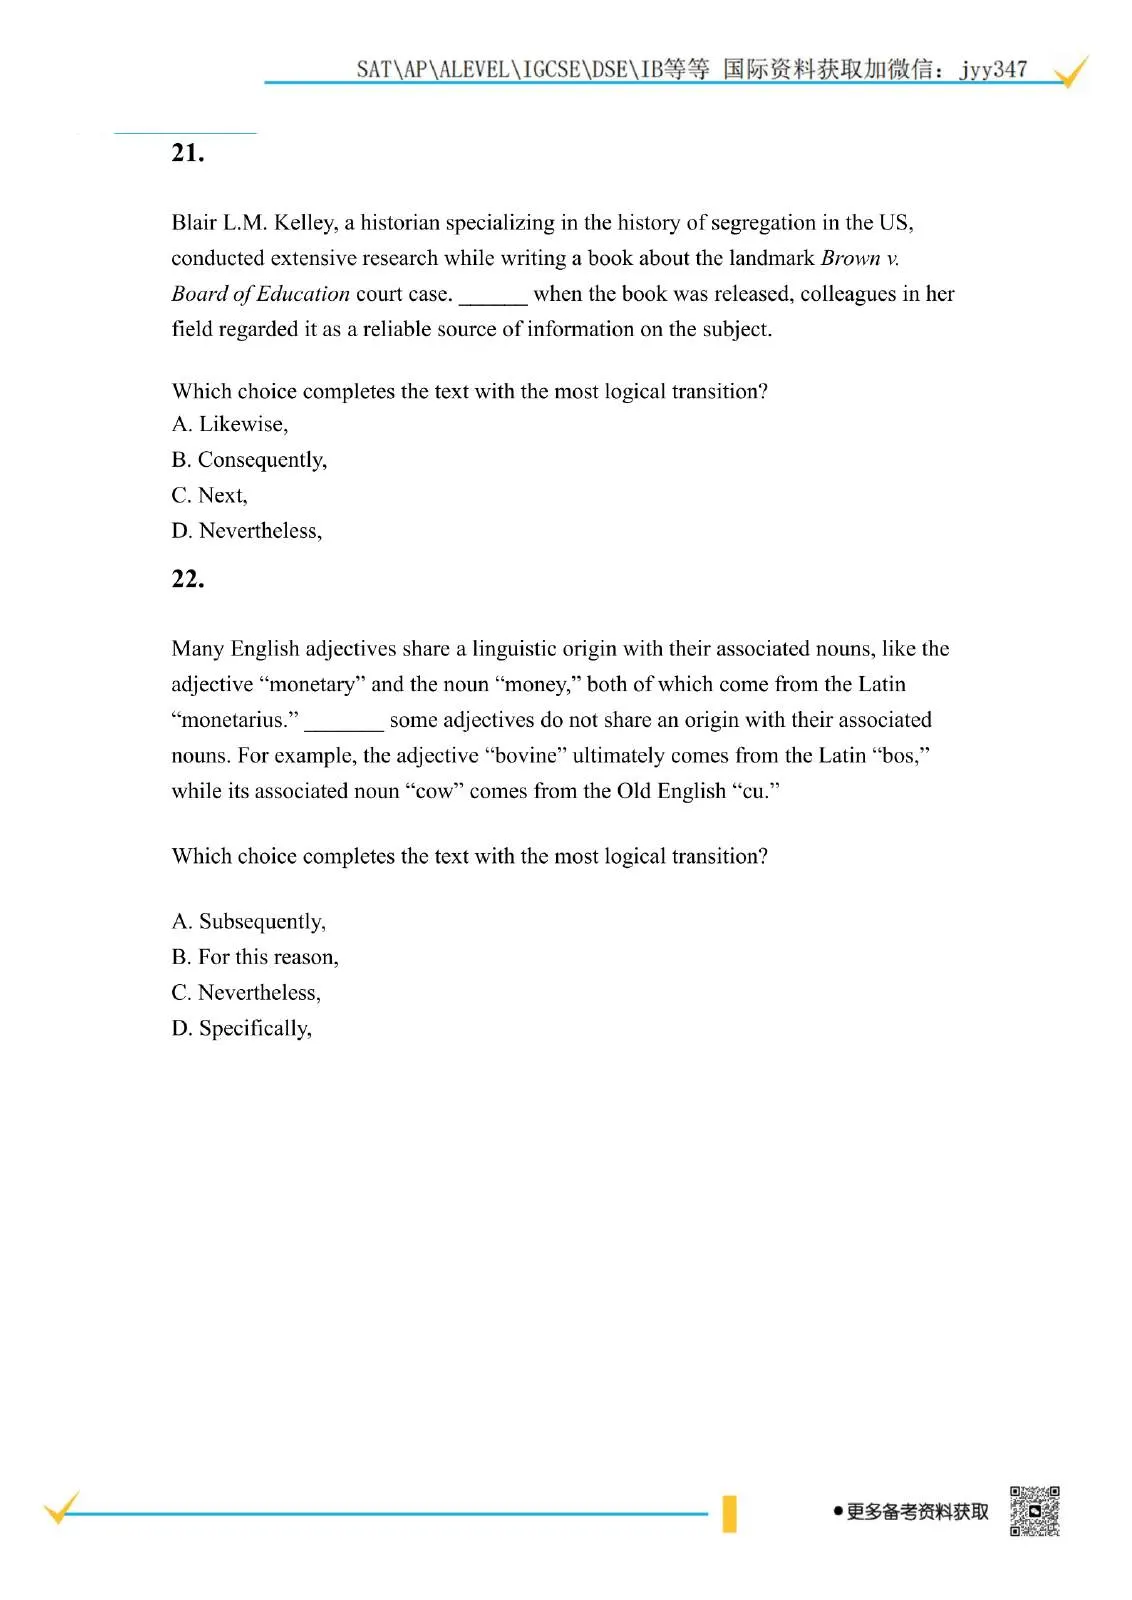 SAT\AP\ALEVEL\IGCSE\DSE\IB等等 国际资料获取加微信：jyy347
21.
Blair L.M. Kelley, a historian specializing in the history of segregation in the US,
conducted extensive research while writing a book about the landmark Brown v.
Board of Education court case. ______ when the book was released, colleagues in her
field regarded it as a reliable source of information on the subject.
Which choice completes the text with the most logical transition?
A. Likewise,
B. Consequently,
C. Next,
D. Nevertheless,
22.
Many English adjectives share a linguistic origin with their associated nouns, like the
adjective “monetary” and the noun “money,” both of which come from the Latin
“monetarius.” _______ some adjectives do not share an origin with their associated
nouns. For example, the adjective “bovine” ultimately comes from the Latin “bos,”
while its associated noun “cow” comes from the Old English “cu.”
Which choice completes the text with the most logical transition?
A. Subsequently,
B. For this reason,
C. Nevertheless,
D. Specifically,
●更多备考资料获取